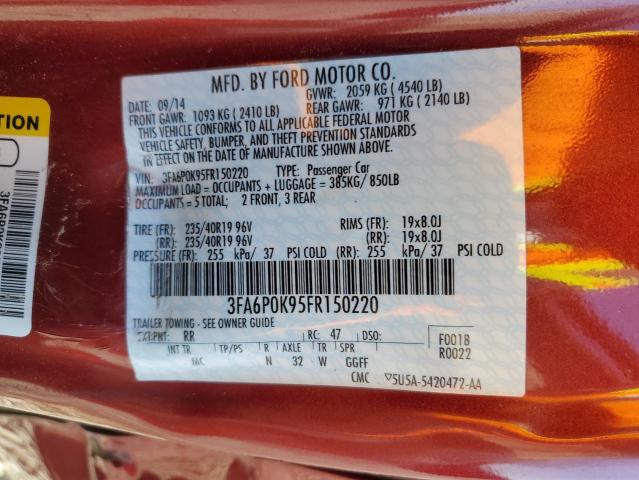 MFD. BY FORD MOTOR CO.
DATE: 09/14 GVWR: 2059 KG ( 4540 LB)
FRONT GAWR: 1093 KG ( 2410 LB) REAR GAWR: 971 KG ( 2140 LB)
THIS VEHICLE CONFORMS TO ALL APPLICABLE FEDERAL MOTOR
VEHICLE SAFETY, BUMPER, AND THEFT PREVENTION STANDARDS
IN EFFECT ON THE DATE OF MANUFACTURE SHOWN ABOVE.
VIN: 3FA6P0K95FR150220 TYPE: Passenger Car
MAXIMUM LOAD = OCCUPANTS + LUGGAGE = 385KG/ 850LB
OCCUPANTS = 5 TOTAL; 2 FRONT, 3 REAR
TIRE (FR): 235/40R19 96V RIMS (FR): 19x8.0J
(RR): 235/40R19 96V (RR): 19x8.0J
PRESSURE (FR): 255 kPa/ 37 PSI COLD (RR): 255 kPa/ 37 PSI COLD
3FA6P0K95FR150220
TRAILER TOWING - SEE OWNER GUIDE
EXT PNT: RR RC: 47 DSO: F0018
INT TR TP/PS R AXLE TR SPR R0022
MC N 32 W GGFF
CMC 5U5A-5420472-AA